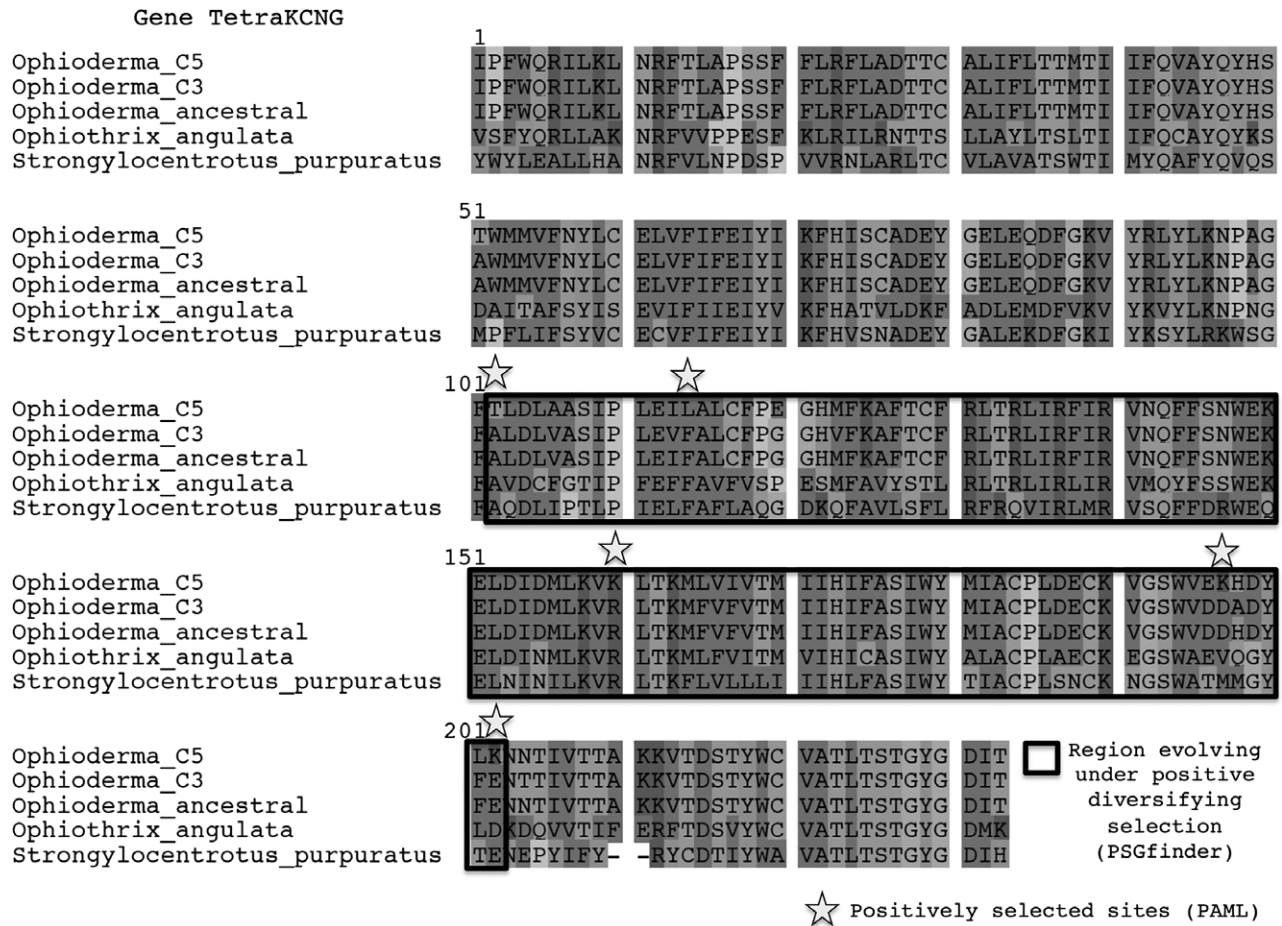 Gene TetraKCNG
1
Ophioderma_C5 IPFWQRILKL NRFTLAPSSF FLRFLADTTC ALIFLTTMTI IFQVAYQYHS
Ophioderma_C3 IPFWQRILKL NRFTLAPSSF FLRFLADTTC ALIFLTTMTI IFQVAYQYHS
Ophioderma_ancestral IPFWQRILKL NRFTLAPSSF FLRFLADTTC ALIFLTTMTI IFQVAYQYHS
Ophiothrix_angulata VSFYQRLLAK NRFVVPPESF KLRILRNTTS LLAYLTSLTI IFQCAYQYKS
Strongylocentrotus_purpuratus YWYLEALLHA NRFVLNPDSP VVRNLARLTC VLAVATSWTI MYQAFYQVQS
51
Ophioderma_C5 TWMMVFNYLC ELVFIFEIYI KFHISCADEY GELEQDFGKV YRLYLKNPAG
Ophioderma_C3 AWMMVFNYLC ELVFIFEIYI KFHISCADEY GELEQDFGKV YRLYLKNPAG
Ophioderma_ancestral AWMMVFNYLC ELVFIFEIYI KFHISCADEY GELEQDFGKV YRLYLKNPAG
Ophiothrix_angulata DAITAFSYIS EVIFIIEIYV KFHATVLDKF ADLEMDFVKV YKVYLKNPNG
Strongylocentrotus_purpuratus MPFLIFSYVC ECVFIFEIYI KFHVSNADEY GALEKDFGKI YKSYLRKWSG
101
Ophioderma_C5 FTLDLAASIP LEILALCFPE GHMFKAFTCF RLTRLIRFIR VNQFFSNWEK
Ophioderma_C3 FALDLVASIP LEVFALCFPG GHVFKAFTCF RLTRLIRFIR VNQFFSNWEK
Ophioderma_ancestral FALDLVASIP LEIFALCFPG GHMFKAFTCF RLTRLIRFIR VNQFFSNWEK
Ophiothrix_angulata FAVDCFGTIP FEFFAVFVSP ESMFAVYSTL RLTRLIRLIR VMQYFSSWEK
Strongylocentrotus_purpuratus FAQDLIPTLP IELFAFLAQG DKQFAVLSFL RFRQVIRLMR VSQFFDRWEQ
151
Ophioderma_C5 ELDIDMLKVK LTKMLVIVTM IIHIFASIWY MIACPLDECK VGSWVEKHDY
Ophioderma_C3 ELDIDMLKVR LTKMFVFVTM IIHIFASIWY MIACPLDECK VGSWVDDADY
Ophioderma_ancestral ELDIDMLKVR LTKMFVFVTM IIHIFASIWY MIACPLDECK VGSWVDDHDY
Ophiothrix_angulata ELDINMLKVR LTKMLFVITM VIHICASIWY ALACPLAECK EGSWAEVQGY
Strongylocentrotus_purpuratus ELNINILKVR LTKFLVLLLI IIHLFASIWY TIACPLSNCK NGSWATMMGY
201
Ophioderma_C5 LKNNTIVTTA KKVTDSTYWC VATLTSTGYG DIT
Ophioderma_C3 FENTTIVTTA KKVTDSTYWC VATLTSTGYG DIT
Ophioderma_ancestral FENNTIVTTA KKVTDSTYWC VATLTSTGYG DIT
Ophiothrix_angulata LDKDQVVTIF ERFTDSVYWC VATLTSTGYG DMK
Strongylocentrotus_purpuratus TENEPYIFY- -RYCDTIYWA VATLTSTGYG DIH
Region evolving
under positive
diversifying
selection
(PSGfinder)
Positively selected sites (PAML)